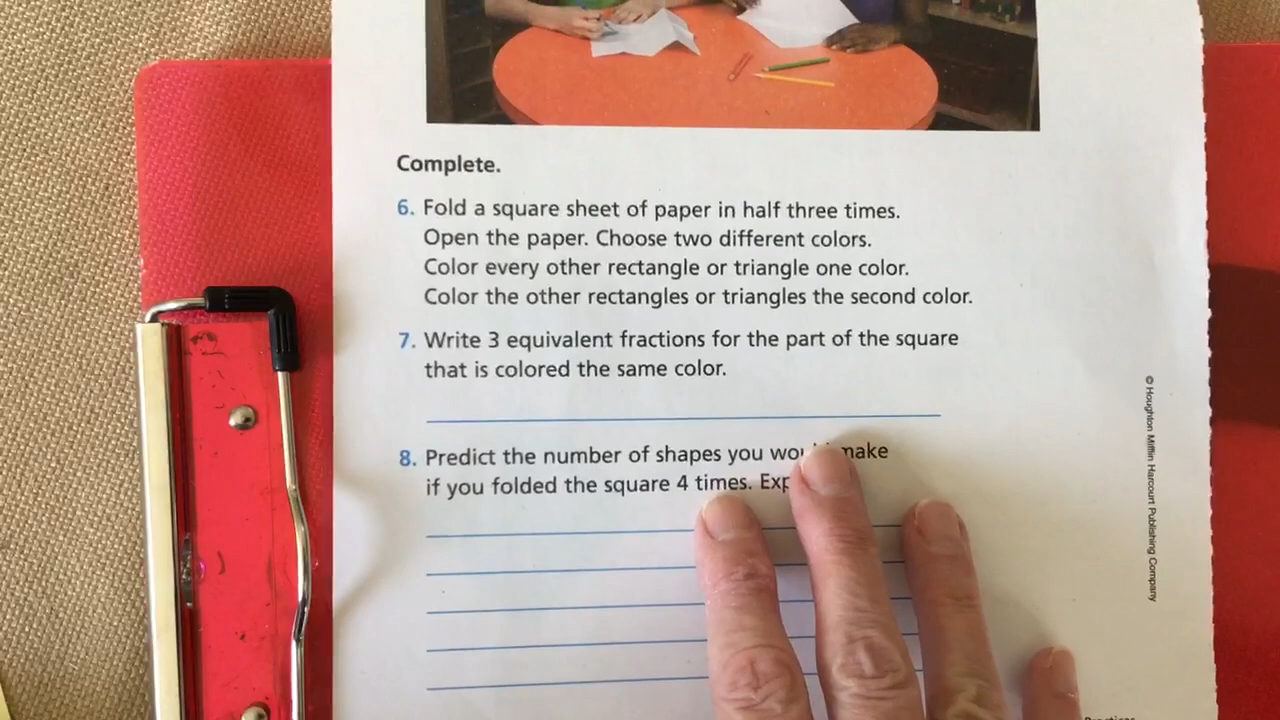 Complete.
6. Fold a square sheet of paper in half three times.
Open the paper. Choose two different colors.
Color every other rectangle or triangle one color.
Color the other rectangles or triangles the second color.
7. Write 3 equivalent fractions for the part of the square
that is colored the same color.
8. Predict the number of shapes you make
if you folded the square 4 times.
© Houghton Mifflin Harcourt Publishing Company